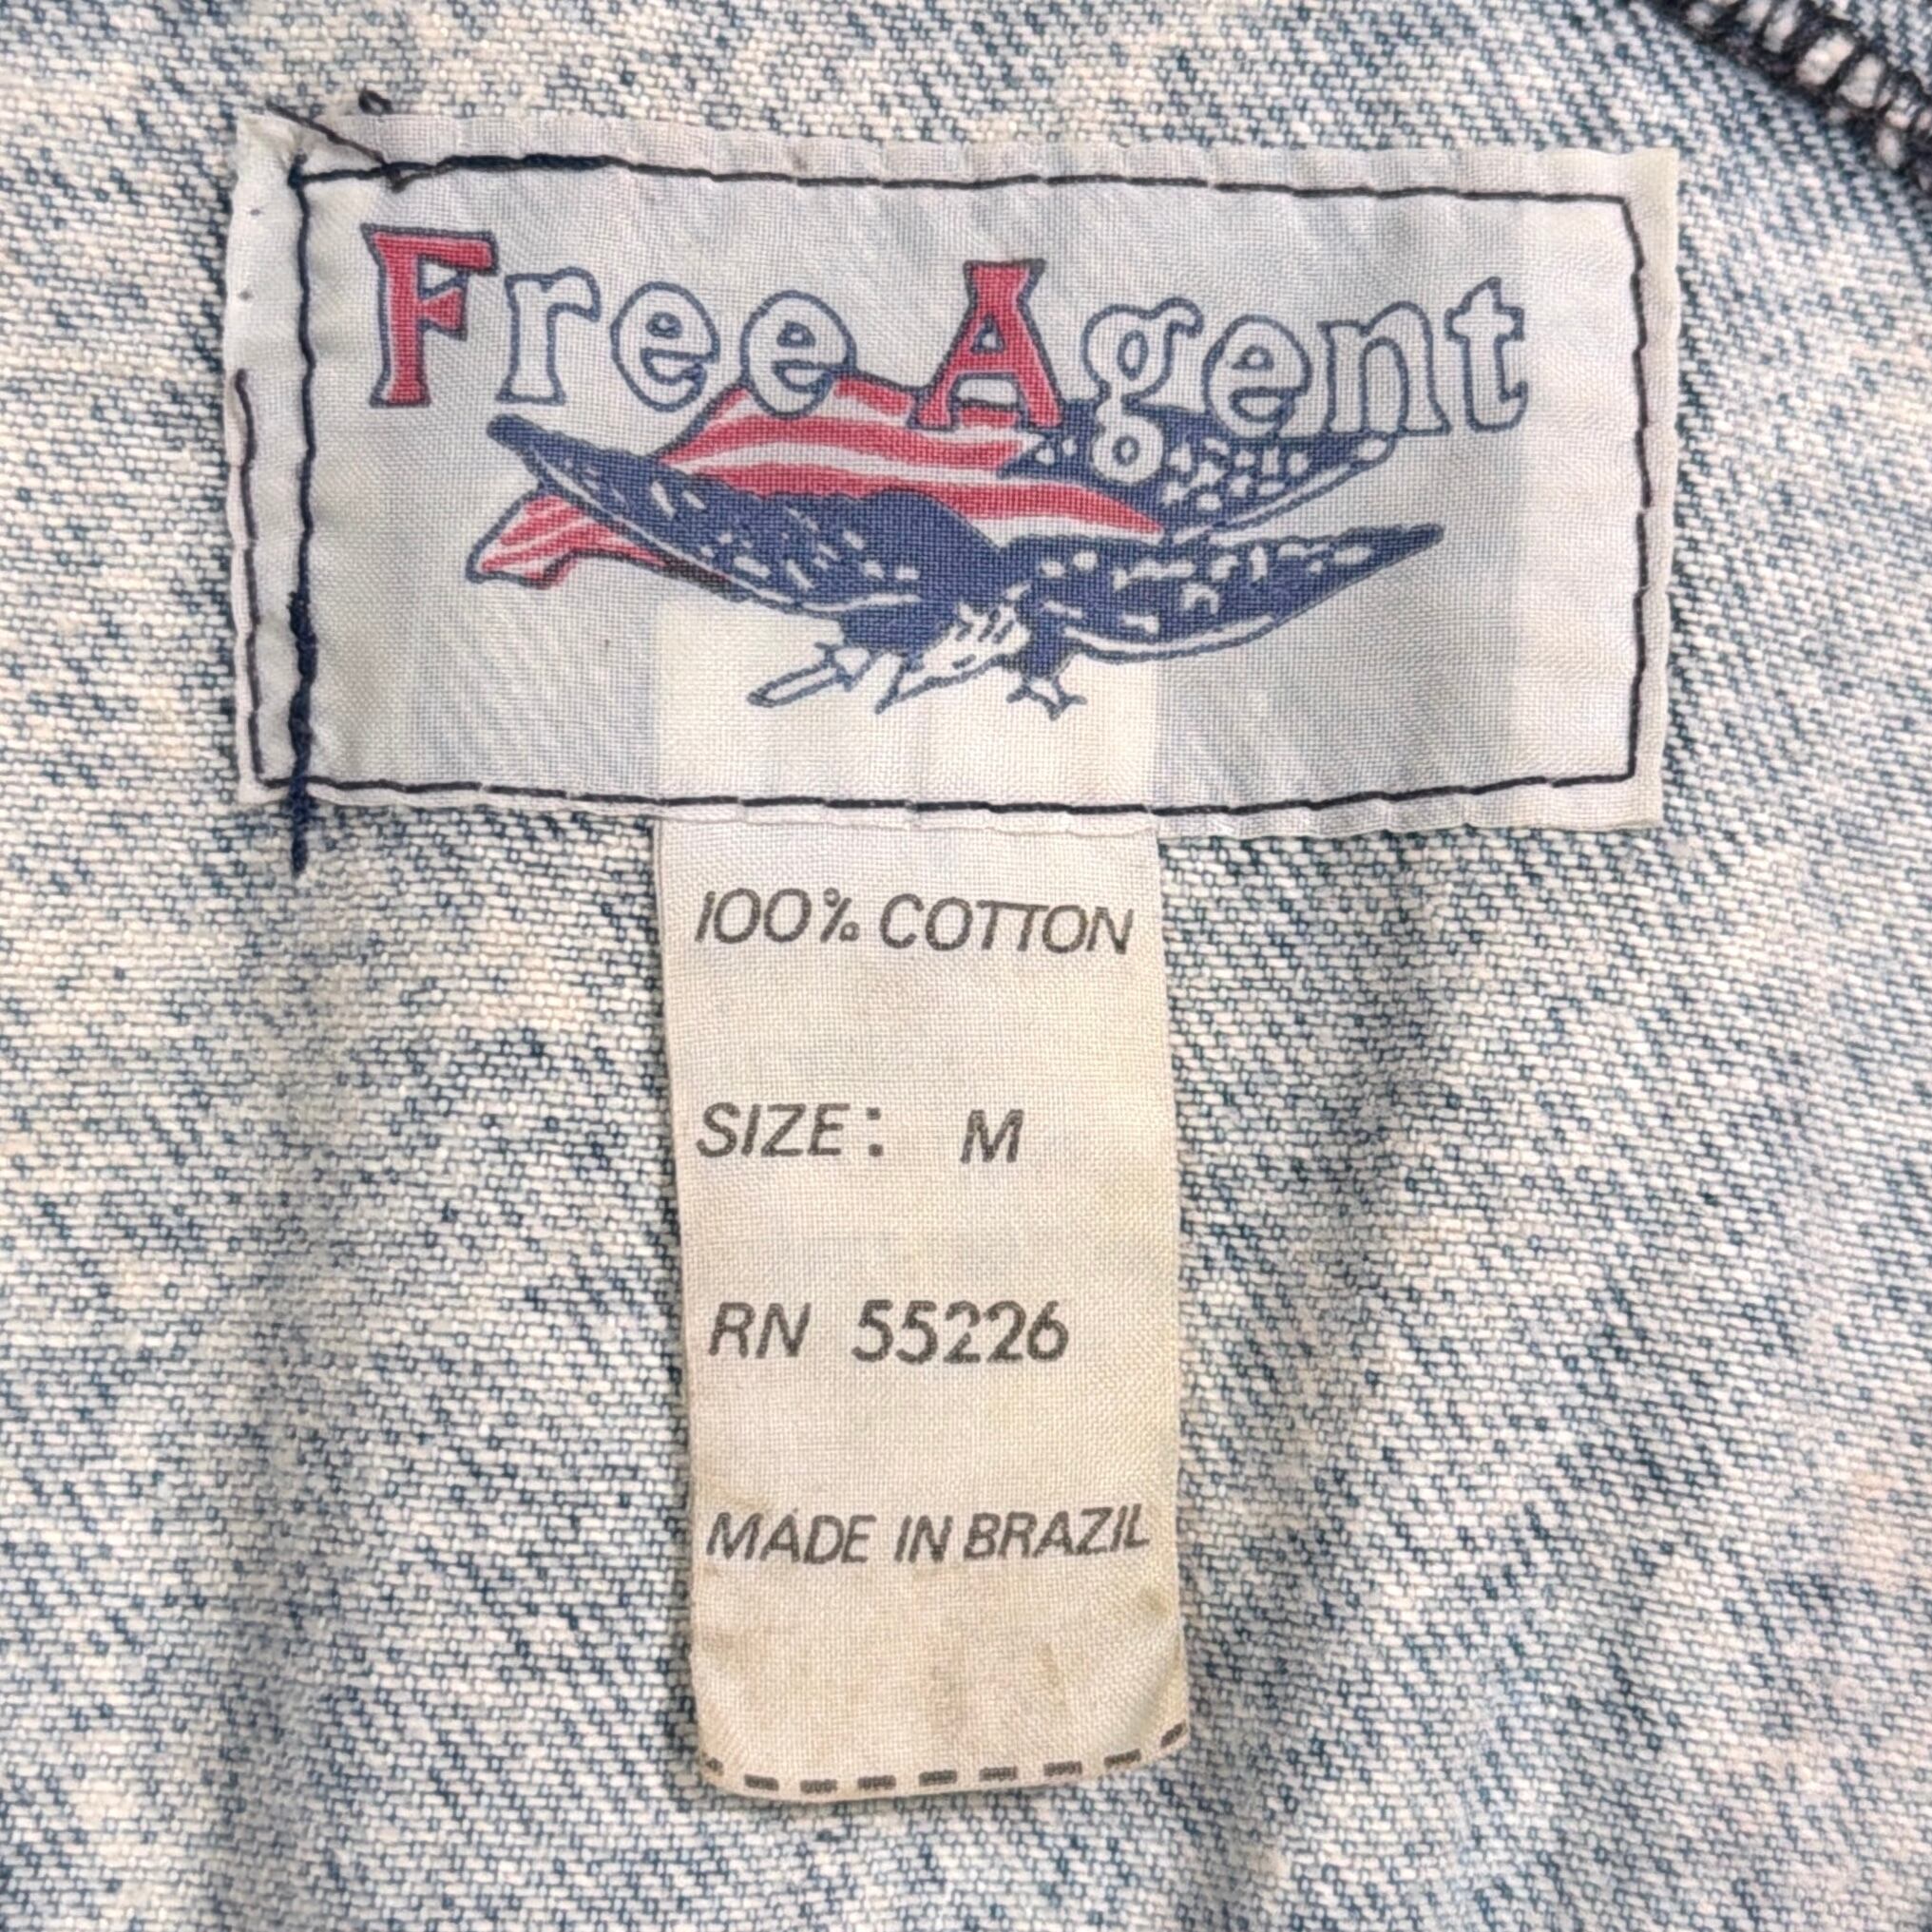 Free Agent
100% COTTON
SIZE: M
RN 55226
MADE IN BRAZIL